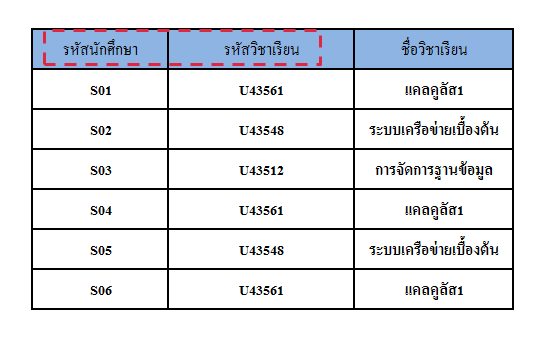 รหัสนักศึกษา รหัสวิชาเรียน ชื่อวิชาเรียน
S01 U43561 แคลคูลัส1
S02 U43548 ระบบเครือข่ายเบื้องต้น
S03 U43512 การจัดการฐานข้อมูล
S04 U43561 แคลคูลัส1
S05 U43548 ระบบเครือข่ายเบื้องต้น
S06 U43561 แคลคูลัส1